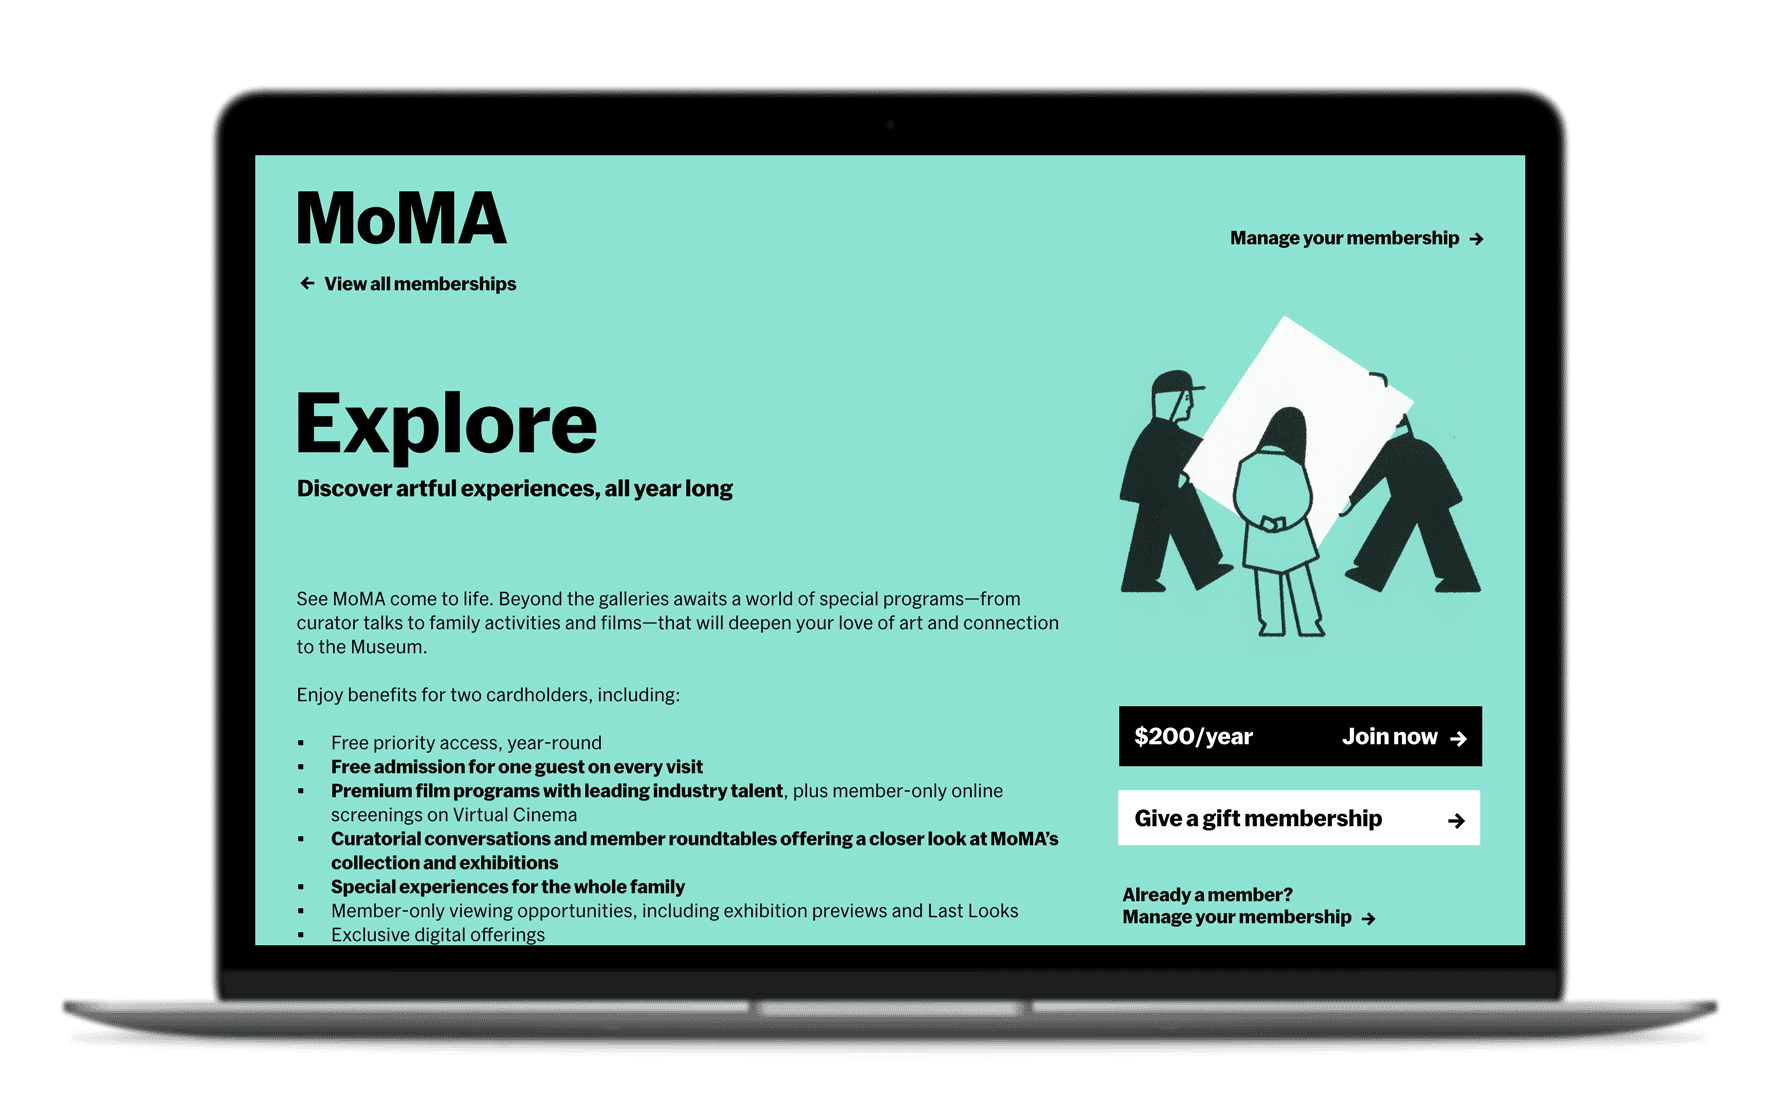 MoMA
Manage your membership →
← View all memberships
Explore
Discover artful experiences, all year long
See MoMA come to life. Beyond the galleries awaits a world of special programs—from
curator talks to family activities and films—that will deepen your love of art and connection
to the Museum.
Enjoy benefits for two cardholders, including:
▪ Free priority access, year-round
▪ Free admission for one guest on every visit
▪ Premium film programs with leading industry talent, plus member-only online
screenings on Virtual Cinema
▪ Curatorial conversations and member roundtables offering a closer look at MoMA’s
collection and exhibitions
▪ Special experiences for the whole family
▪ Member-only viewing opportunities, including exhibition previews and Last Looks
▪ Exclusive digital offerings
$200/year Join now →
Give a gift membership →
Already a member?
Manage your membership →